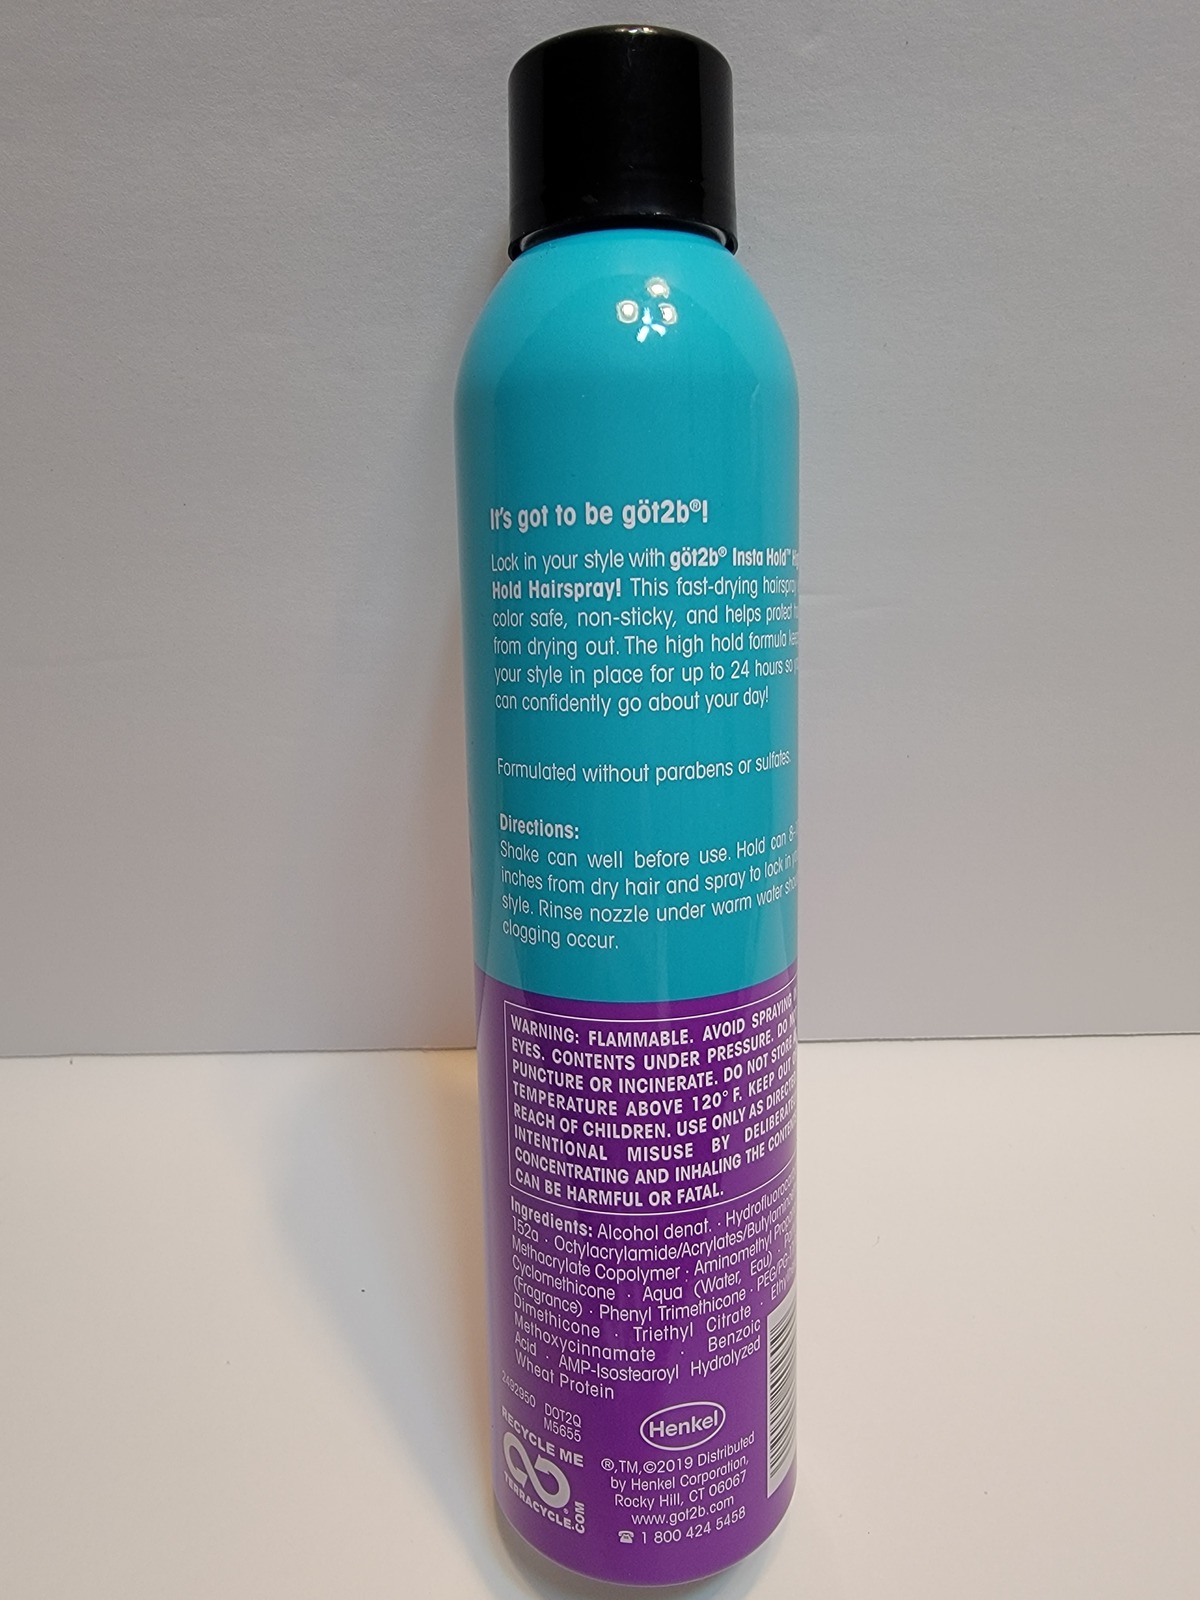 It's got to be göt2b®!
Lock in your style with göt2b® Insta Hold™
Hold Hairspray! This fast-drying hairspray
color safe, non-sticky, and helps protect
from drying out. The high hold formula
your style in place for up to 24 hours so
can confidently go about your day!
Formulated without parabens or sulfates.
Directions:
Shake can well before use. Hold can 8-
inches from dry hair and spray to lock in
style. Rinse nozzle under warm water
clogging occur.
WARNING: FLAMMABLE. AVOID SPRAYING
EYES. CONTENTS UNDER PRESSURE. DO NOT
PUNCTURE OR INCINERATE. DO NOT STORE
TEMPERATURE ABOVE 120° F. KEEP OUT
REACH OF CHILDREN. USE ONLY AS DIRECTED
INTENTIONAL MISUSE BY DELIBERATELY
CONCENTRATING AND INHALING THE CONTENTS
CAN BE HARMFUL OR FATAL.
Ingredients: Alcohol denat. · Hydrofluorocarbon
152a · Octylacrylamide/Acrylates/Butylaminoethyl
Methacrylate Copolymer · Aminomethyl
Cyclomethicone · Aqua (Water, Eau) ·
(Fragrance) · Phenyl Trimethicone ·
Dimethicone · Triethyl Citrate ·
Methoxycinnamate · Benzoic
Acid · AMP-Isostearoyl Hydrolyzed
Wheat Protein
2492950 DOT2Q
M5655
RECYCLE ME
TERRACYCLE.COM
Henkel
®,TM,©2019 Distributed
by Henkel Corporation,
Rocky Hill, CT 06067
www.got2b.com
☎ 1 800 424 5458